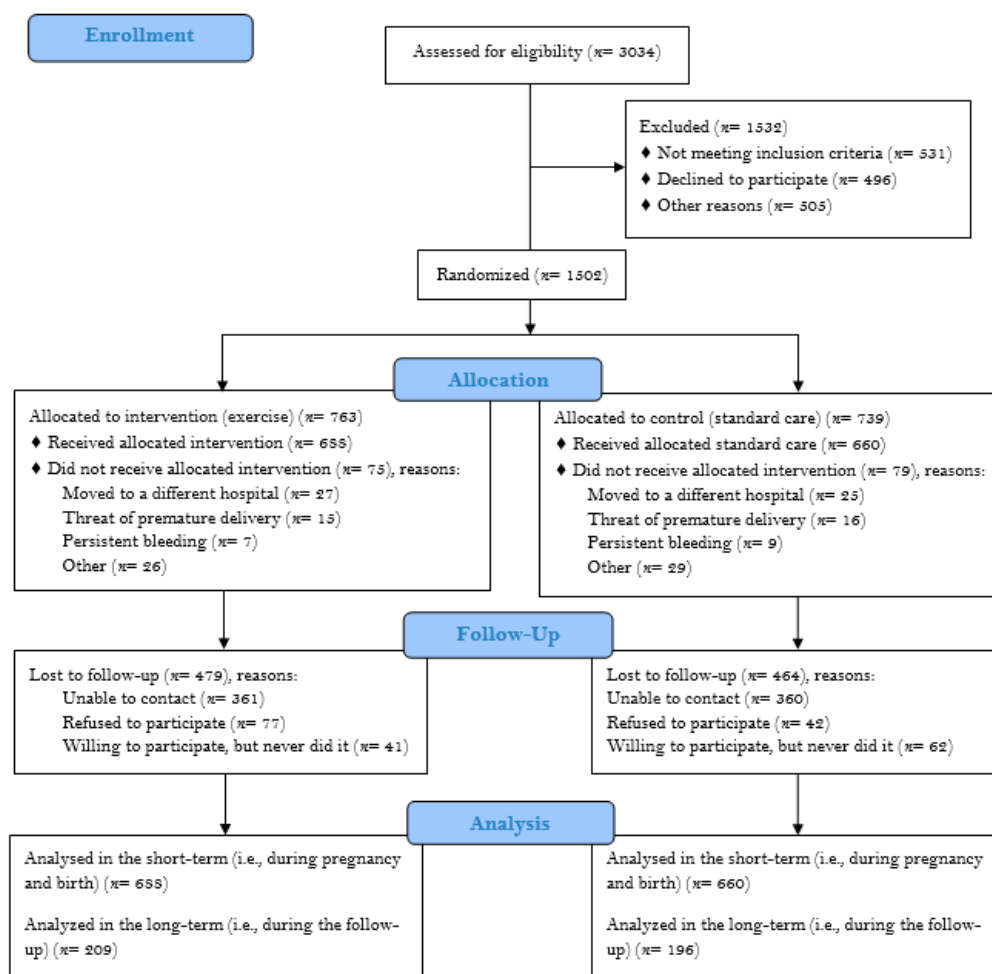 Enrollment
Assessed for eligibility (n= 3034)
Excluded (n= 1532)
♦ Not meeting inclusion criteria (n= 531)
♦ Declined to participate (n= 496)
♦ Other reasons (n= 505)
Randomized (n= 1502)
Allocation
Allocated to intervention (exercise) (n= 763)
♦ Received allocated intervention (n= 688)
♦ Did not receive allocated intervention (n= 75), reasons:
Moved to a different hospital (n= 27)
Threat of premature delivery (n= 15)
Persistent bleeding (n= 7)
Other (n= 26)
Allocated to control (standard care) (n= 739)
♦ Received allocated standard care (n= 660)
♦ Did not receive allocated intervention (n= 79), reasons:
Moved to a different hospital (n= 25)
Threat of premature delivery (n= 16)
Persistent bleeding (n= 9)
Other (n= 29)
Follow-Up
Lost to follow-up (n= 479), reasons:
Unable to contact (n= 361)
Refused to participate (n= 77)
Willing to participate, but never did it (n= 41)
Lost to follow-up (n= 464), reasons:
Unable to contact (n= 360)
Refused to participate (n= 42)
Willing to participate, but never did it (n= 62)
Analysis
Analysed in the short-term (i.e., during pregnancy
and birth) (n= 688)
Analyzed in the long-term (i.e., during the follow-
up) (n= 209)
Analysed in the short-term (i.e., during pregnancy
and birth) (n= 660)
Analyzed in the long-term (i.e., during the follow-
up) (n= 196)